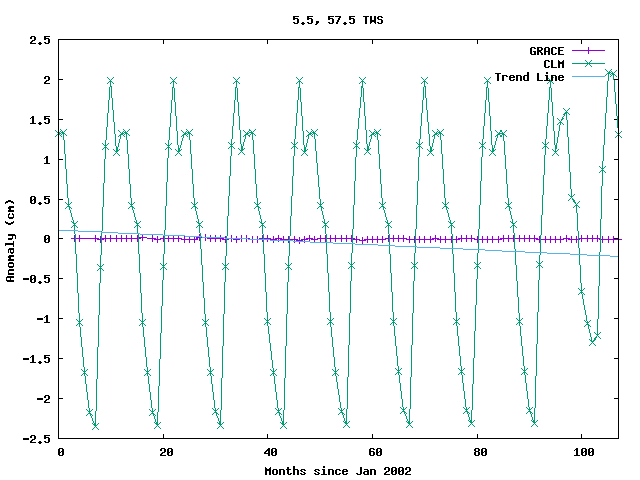 5.5, 57.5 TWS
GRACE
CLM
Trend Line
2.5
2
1.5
1
0.5
0
-0.5
-1
-1.5
-2
-2.5
Anomaly (cm)
0 20 40 60 80 100
Months since Jan 2002